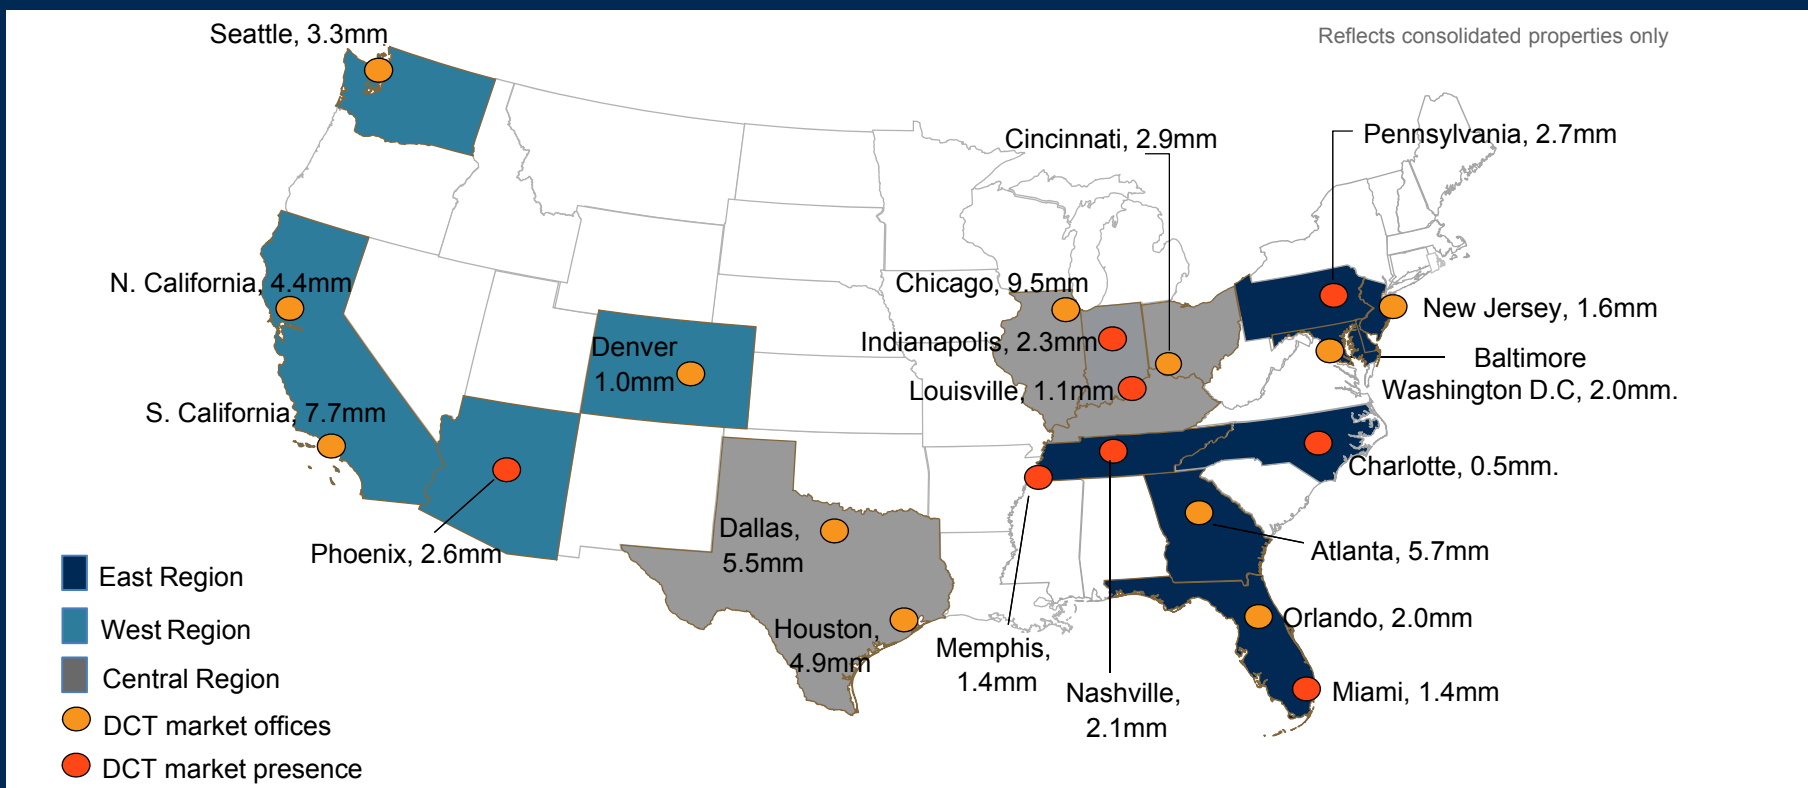 Seattle, 3.3mm
Reflects consolidated properties only
Cincinnati, 2.9mm
Pennsylvania, 2.7mm
N. California, 4.4mm
Chicago, 9.5mm
New Jersey, 1.6mm
Indianapolis, 2.3mm
Denver
1.0mm
Baltimore
Washington D.C, 2.0mm.
Louisville, 1.1mm
S. California, 7.7mm
Charlotte, 0.5mm.
Phoenix, 2.6mm
Dallas,
5.5mm
Atlanta, 5.7mm
Houston,
4.9mm
Orlando, 2.0mm
Memphis,
1.4mm
Nashville,
2.1mm
Miami, 1.4mm
East Region
West Region
Central Region
DCT market offices
DCT market presence